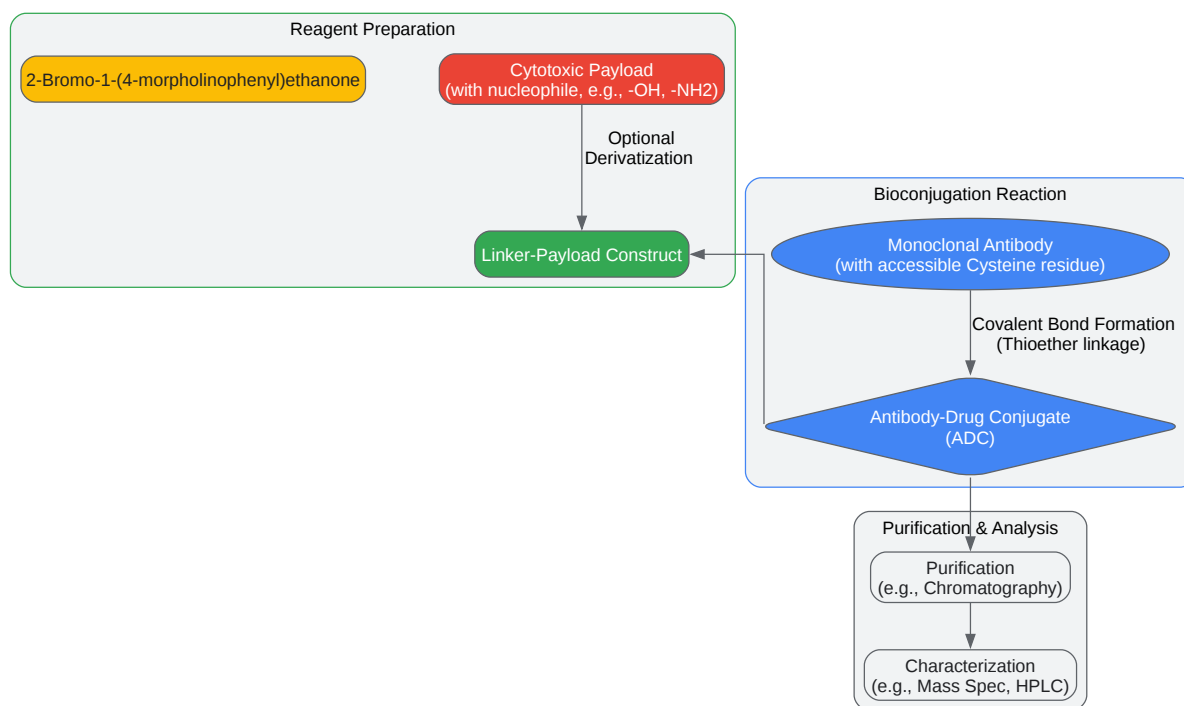 Reagent Preparation
2-Bromo-1-(4-morpholinophenyl)ethanone
Cytotoxic Payload
(with nucleophile, e.g., -OH, -NH2)
Optional
Derivatization
Linker-Payload Construct
Bioconjugation Reaction
Monoclonal Antibody
(with accessible Cysteine residue)
Covalent Bond Formation
(Thioether linkage)
Antibody-Drug Conjugate
(ADC)
Purification & Analysis
Purification
(e.g., Chromatography)
Characterization
(e.g., Mass Spec, HPLC)